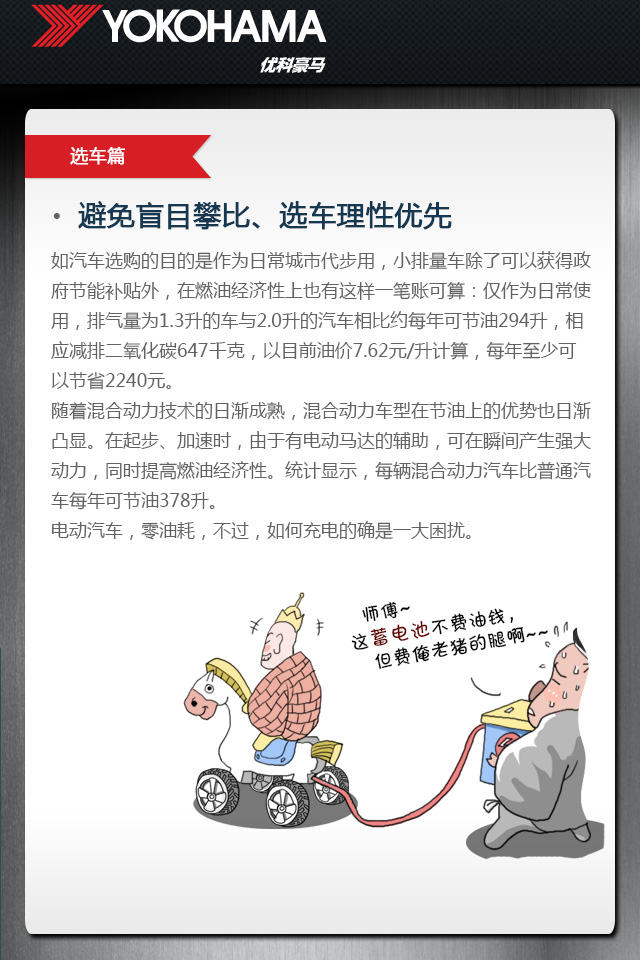 YOKOHAMA
优科豪马
选车篇
· 避免盲目攀比、选车理性优先
如汽车选购的目的是作为日常城市代步用，小排量车除了可以获得政
府节能补贴外，在燃油经济性上也有这样一笔账可算：仅作为日常使
用，排气量为1.3升的车与2.0升的汽车相比约每年可节油294升，相
应减排二氧化碳647千克，以目前油价7.62元/升计算，每年至少可
以节省2240元。
随着混合动力技术的日渐成熟，混合动力车型在节油上的优势也日渐
凸显。在起步、加速时，由于有电动马达的辅助，可在瞬间产生强大
动力，同时提高燃油经济性。统计显示，每辆混合动力汽车比普通汽
车每年可节油378升。
电动汽车，零油耗，不过，如何充电的确是一大困扰。
师傅~
这蓄电池不费油钱，
但费俺老猪的腿啊~~